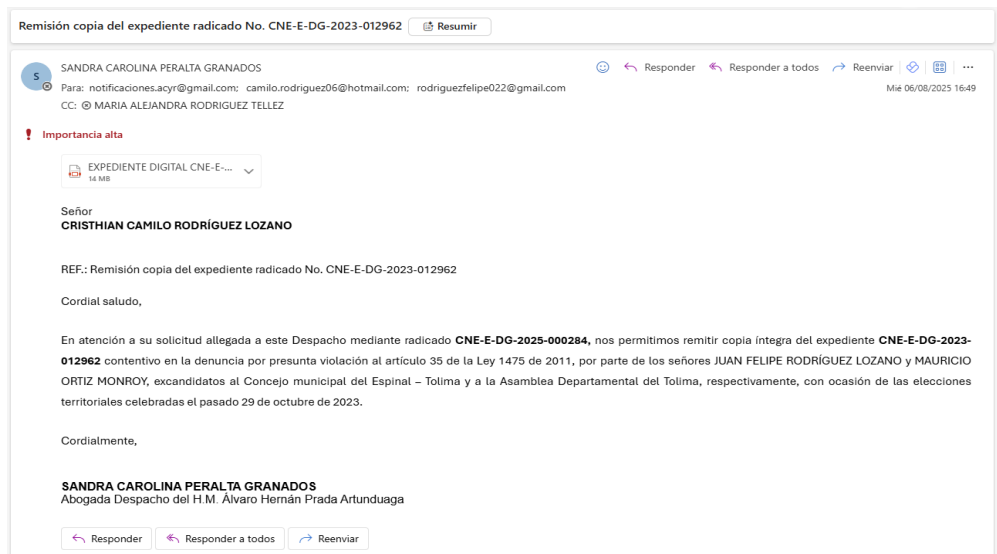 Remisión copia del expediente radicado No. CNE-E-DG-2023-012962 Resumir
S
SANDRA CAROLINA PERALTA GRANADOS
Responder Responder a todos Reenviar
Para: notificaciones.acyr@gmail.com; camilo.rodriguez06@hotmail.com; rodriguezfelipe022@gmail.com
Mié 06/08/2025 16:49
CC: MARIA ALEJANDRA RODRIGUEZ TELLEZ
Importancia alta
EXPEDIENTE DIGITAL CNE-E-...
14 MB
Señor
CRISTHIAN CAMILO RODRÍGUEZ LOZANO
REF.: Remisión copia del expediente radicado No. CNE-E-DG-2023-012962
Cordial saludo,
En atención a su solicitud allegada a este Despacho mediante radicado CNE-E-DG-2025-000284, nos permitimos remitir copia íntegra del expediente CNE-E-DG-2023-
012962 contentivo en la denuncia por presunta violación al artículo 35 de la Ley 1475 de 2011, por parte de los señores JUAN FELIPE RODRÍGUEZ LOZANO y MAURICIO
ORTIZ MONROY, excandidatos al Concejo municipal del Espinal – Tolima y a la Asamblea Departamental del Tolima, respectivamente, con ocasión de las elecciones
territoriales celebradas el pasado 29 de octubre de 2023.
Cordialmente,
SANDRA CAROLINA PERALTA GRANADOS
Abogada Despacho del H.M. Álvaro Hernán Prada Artunduaga
Responder Responder a todos Reenviar